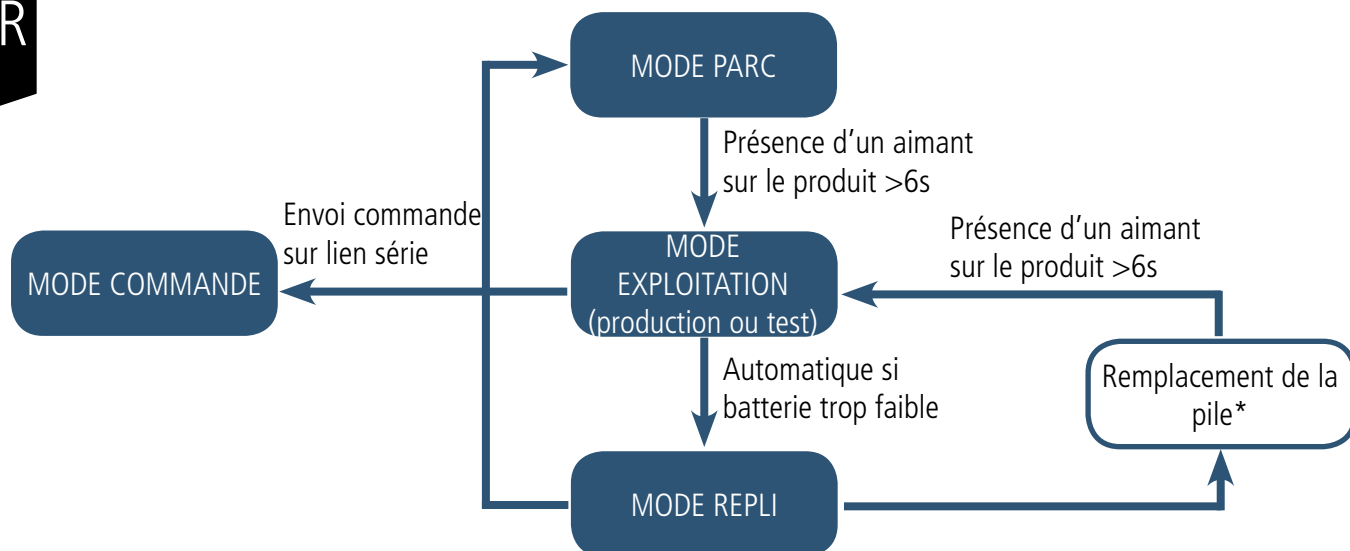 R
MODE PARC
Présence d’un aimant
sur le produit >6s
Envoi commande
sur lien série
MODE COMMANDE
MODE
EXPLOITATION
(production ou test)
Présence d’un aimant
sur le produit >6s
Automatique si
batterie trop faible
Remplacement de la
pile*
MODE REPLI